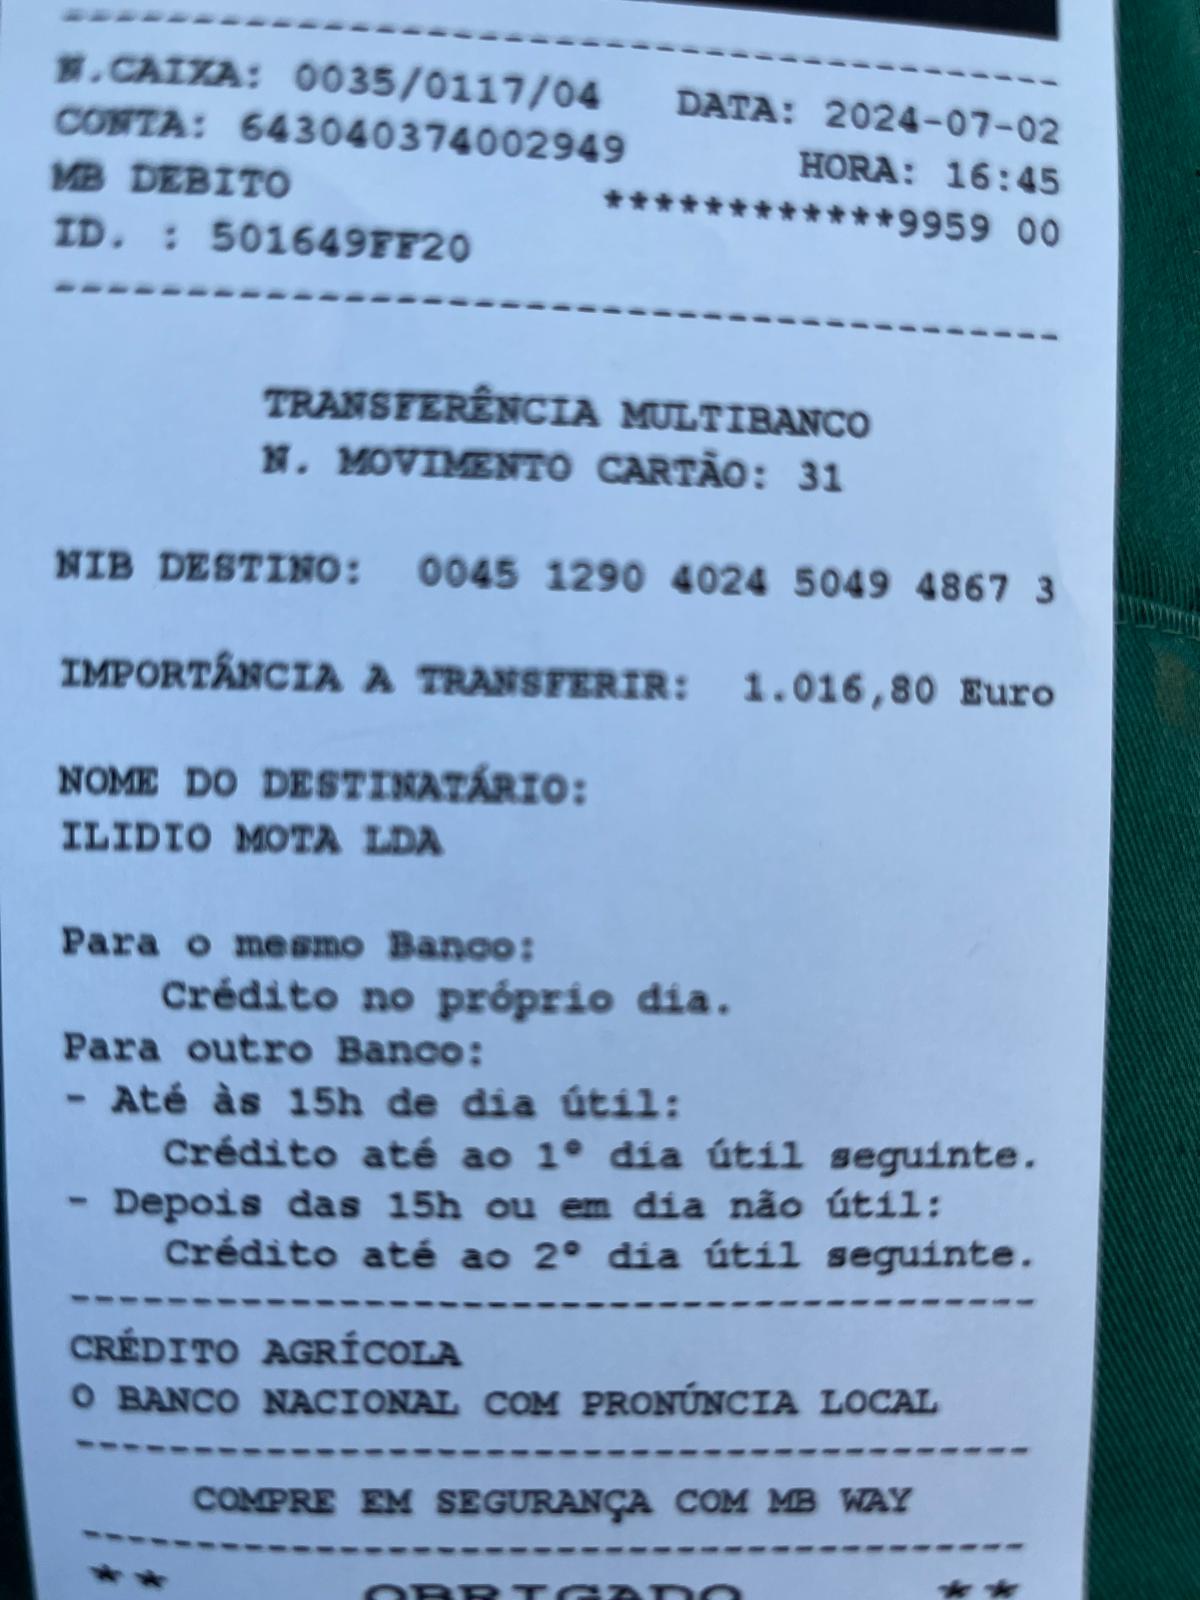 N.CAIXA: 0035/0117/04 DATA: 2024-07-02
CONTA: 643040374002949 HORA: 16:45
MB DEBITO ************9959 00
ID. : 501649FF20
TRANSFERÊNCIA MULTIBANCO
N. MOVIMENTO CARTÃO: 31
NIB DESTINO: 0045 1290 4024 5049 4867 3
IMPORTÂNCIA A TRANSFERIR: 1.016,80 Euro
NOME DO DESTINATÁRIO:
ILIDIO MOTA LDA
Para o mesmo Banco:
Crédito no próprio dia.
Para outro Banco:
- Até às 15h de dia útil:
Crédito até ao 1º dia útil seguinte.
- Depois das 15h ou em dia não útil:
Crédito até ao 2º dia útil seguinte.
CRÉDITO AGRÍCOLA
O BANCO NACIONAL COM PRONÚNCIA LOCAL
COMPRE EM SEGURANÇA COM MB WAY
** OBRIGADO **